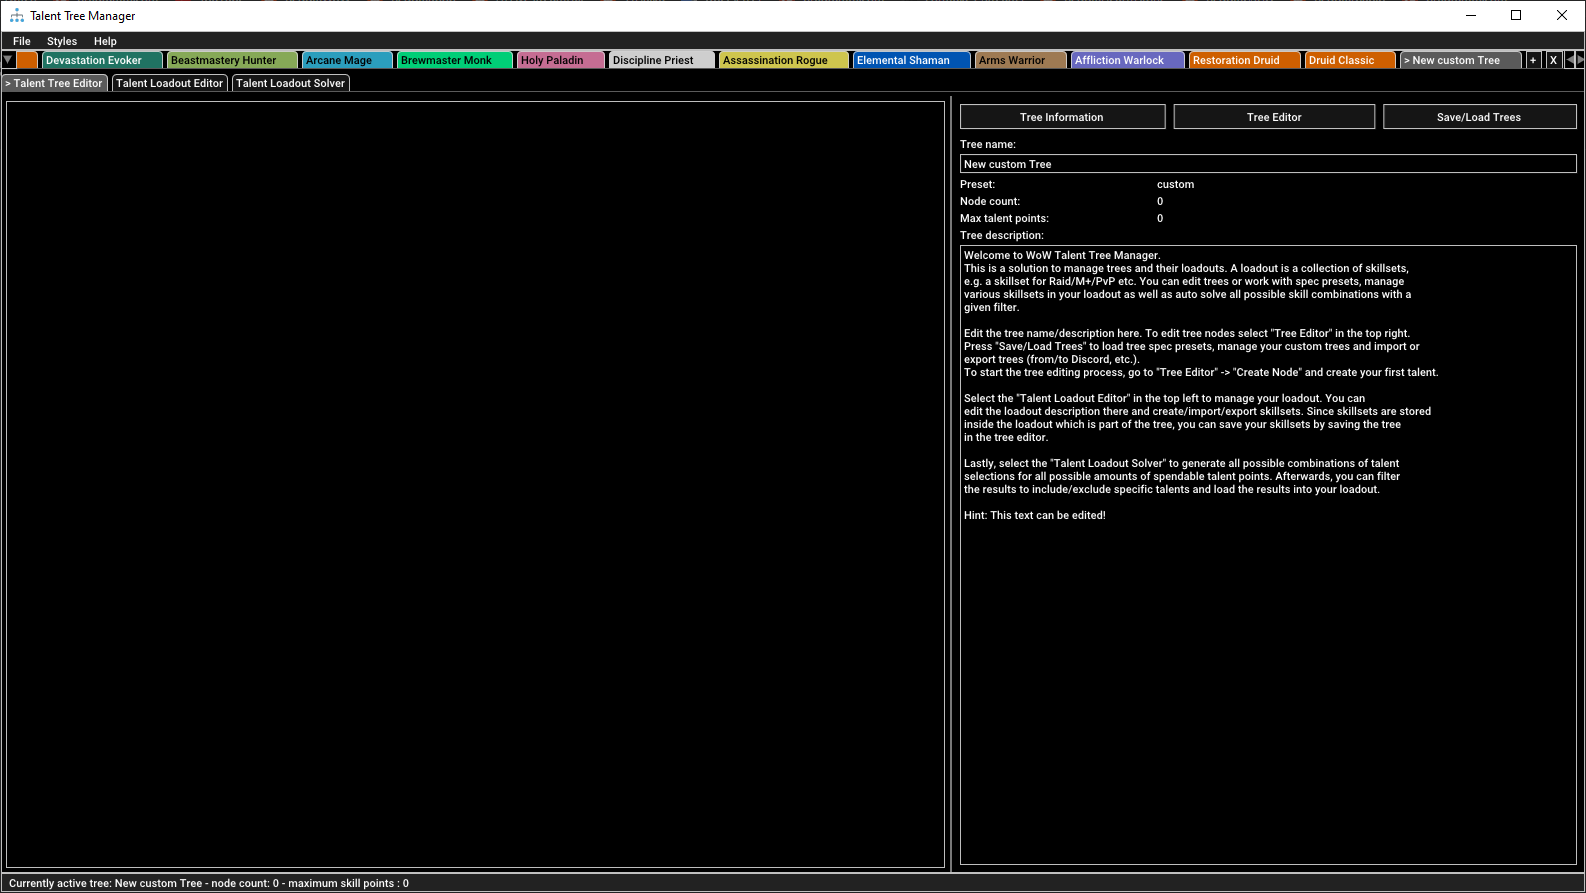 Talent Tree Manager
File Styles Help
Devastation Evoker Beastmastery Hunter Arcane Mage Brewmaster Monk Holy Paladin Discipline Priest Assassination Rogue Elemental Shaman Arms Warrior Affliction Warlock Restoration Druid Druid Classic > New custom Tree + X
> Talent Tree Editor Talent Loadout Editor Talent Loadout Solver
Tree Information Tree Editor Save/Load Trees
Tree name:
New custom Tree
Preset: custom
Node count: 0
Max talent points: 0
Tree description:
Welcome to WoW Talent Tree Manager.
This is a solution to manage trees and their loadouts. A loadout is a collection of skillsets,
e.g. a skillset for Raid/M+/PvP etc. You can edit trees or work with spec presets, manage
various skillsets in your loadout as well as auto solve all possible skill combinations with a
given filter.
Edit the tree name/description here. To edit tree nodes select "Tree Editor" in the top right.
Press "Save/Load Trees" to load tree spec presets, manage your custom trees and import or
export trees (from/to Discord, etc.).
To start the tree editing process, go to "Tree Editor" -> "Create Node" and create your first talent.
Select the "Talent Loadout Editor" in the top left to manage your loadout. You can
edit the loadout description there and create/import/export skillsets. Since skillsets are stored
inside the loadout which is part of the tree, you can save your skillsets by saving the tree
in the tree editor.
Lastly, select the "Talent Loadout Solver" to generate all possible combinations of talent
selections for all possible amounts of spendable talent points. Afterwards, you can filter
the results to include/exclude specific talents and load the results into your loadout.
Hint: This text can be edited!
Currently active tree: New custom Tree - node count: 0 - maximum skill points : 0